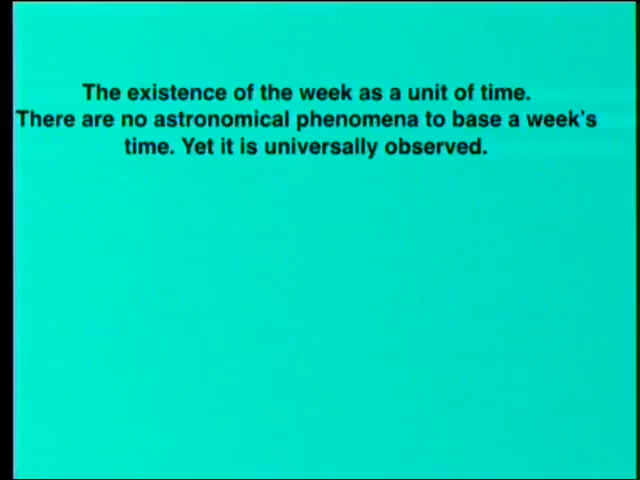 The existence of the week as a unit of time.
There are no astronomical phenomena to base a week's
time. Yet it is universally observed.